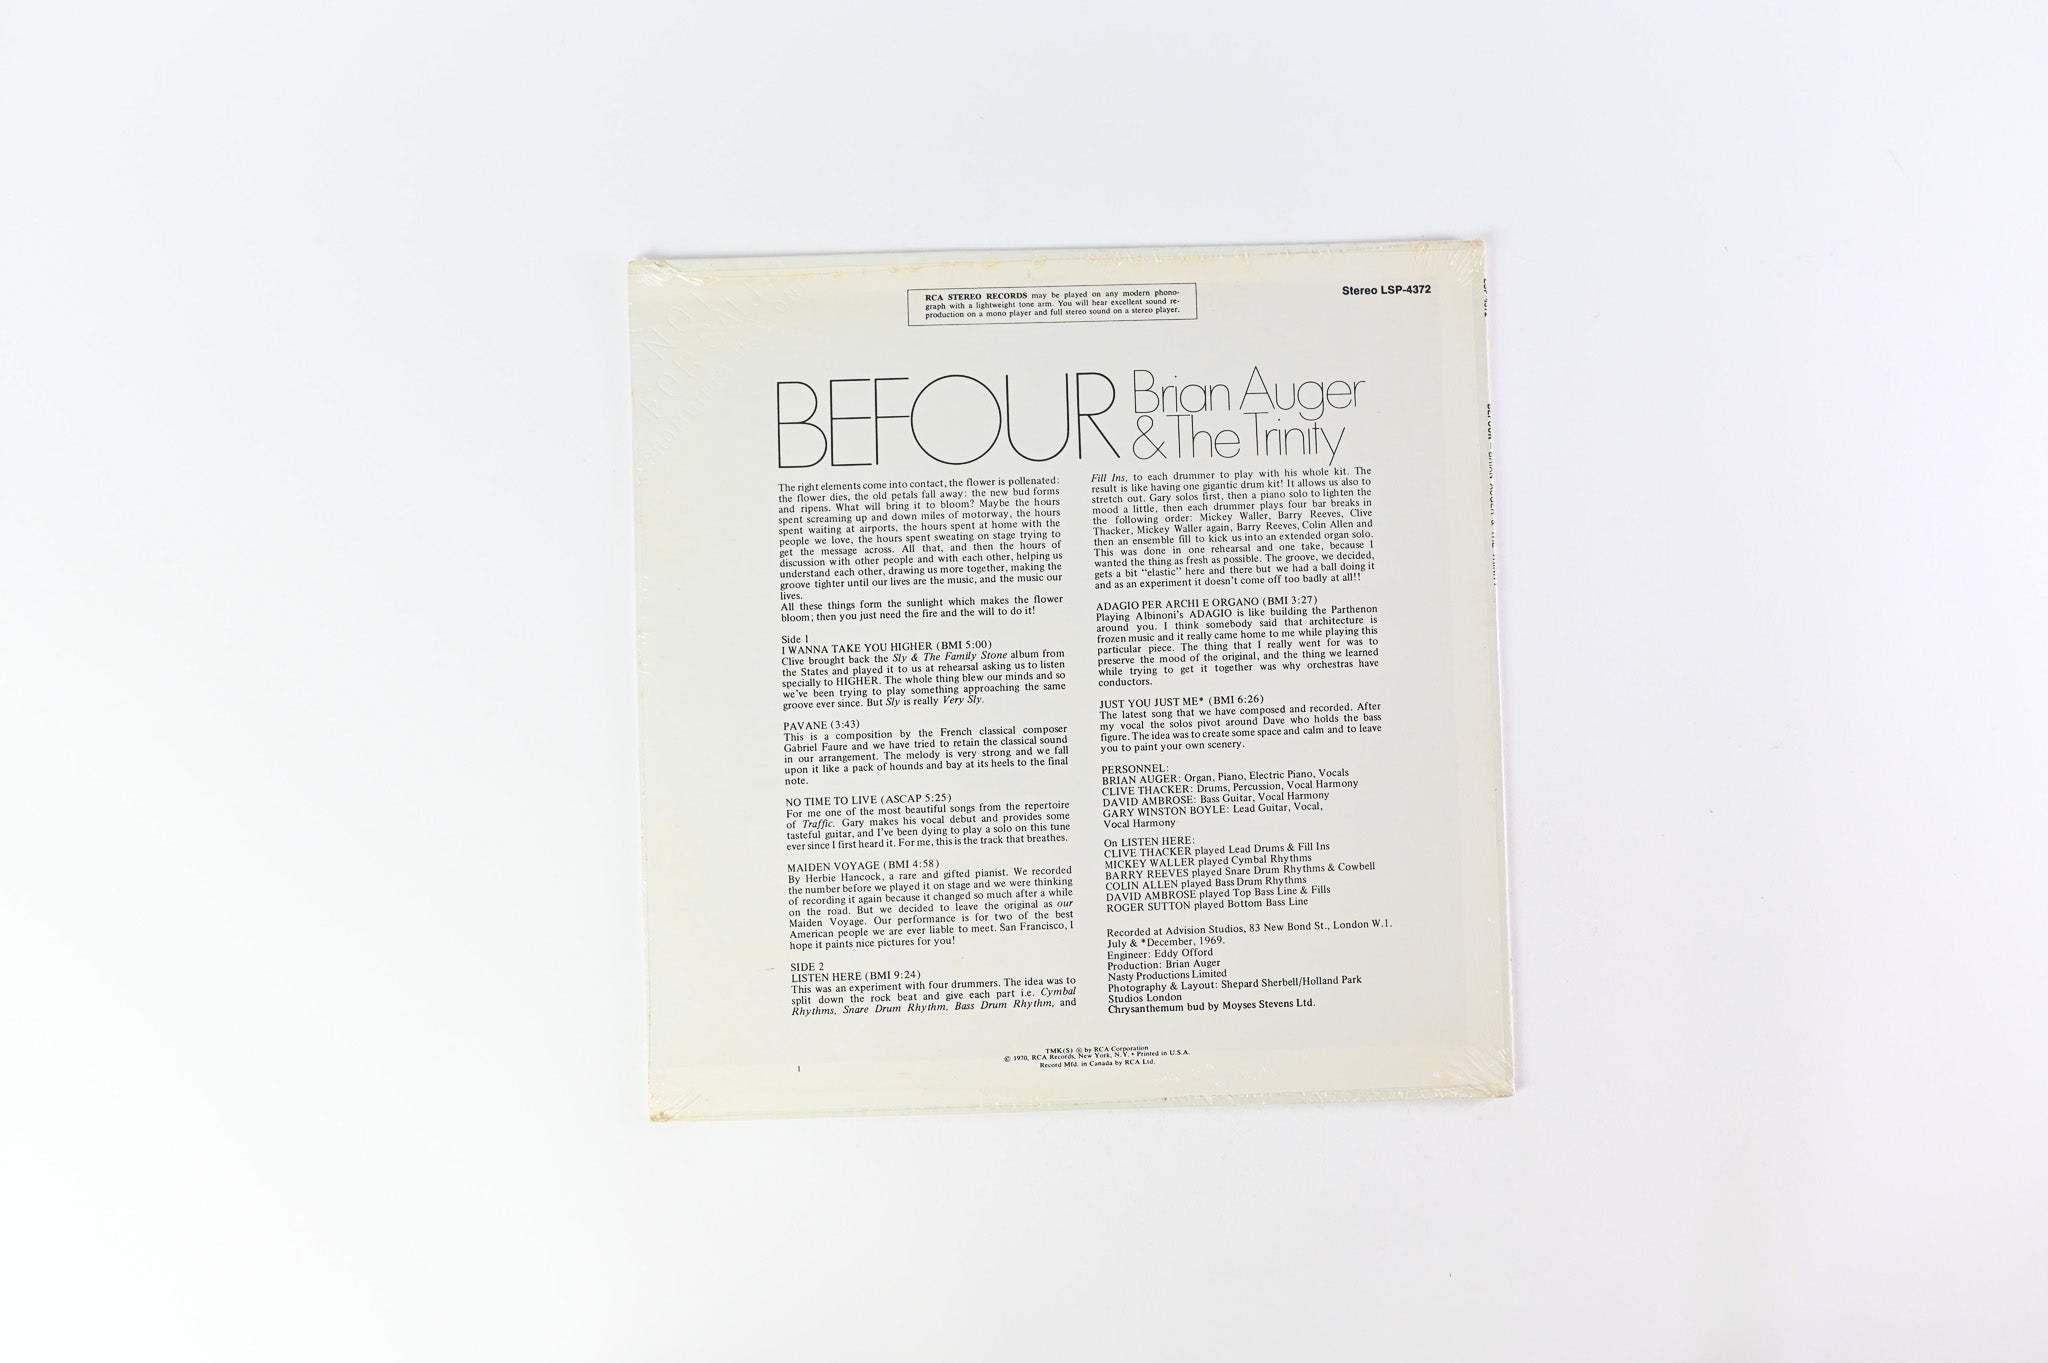 RCA STEREO RECORDS may be played on any modern phono-
graph with a lightweight tone arm. You will hear excellent sound re-
production on a mono player and full stereo sound on a stereo player.
Stereo LSP-4372
BEFOUR
Brian Auger
& The Trinity
The right elements come into contact, the flower is pollenated:
the flower dies, the old petals fall away: the new bud forms
and ripens. What will bring it to bloom? Maybe the hours
spent screaming up and down miles of motorway, the hours
spent waiting at airports, the hours spent at home with the
people we love, the hours spent sweating on stage trying to
get the message across. All that, and then the hours of
discussion with other people and with each other, helping us
understand each other, drawing us more together, making the
groove tighter until our lives are the music, and the music our
lives.
All these things form the sunlight which makes the flower
bloom; then you just need the fire and the will to do it!
Side 1
I WANNA TAKE YOU HIGHER (BMI 5:00)
Clive brought back the Sly & The Family Stone album from
the States and played it to us at rehearsal asking us to listen
specially to HIGHER. The whole thing blew our minds and so
we've been trying to play something approaching the same
groove ever since. But Sly is really Very Sly.
PAVANE (3:43)
This is a composition by the French classical composer
Gabriel Faure and we have tried to retain the classical sound
in our arrangement. The melody is very strong and we fall
upon it like a pack of hounds and bay at its heels to the final
note.
NO TIME TO LIVE (ASCAP 5:25)
For me one of the most beautiful songs from the repertoire
of Traffic. Gary makes his vocal debut and provides some
tasteful guitar, and I've been dying to play a solo on this tune
ever since I first heard it. For me, this is the track that breathes.
MAIDEN VOYAGE (BMI 4:58)
By Herbie Hancock, a rare and gifted pianist. We recorded
the number before we played it on stage and we were thinking
of recording it again because it changed so much after a while
on the road. But we decided to leave the original as our
Maiden Voyage. Our performance is for two of the best
American people we are ever liable to meet. San Francisco, I
hope it paints nice pictures for you!
SIDE 2
LISTEN HERE (BMI 9:24)
This was an experiment with four drummers. The idea was to
split down the rock beat and give each part i.e. Cymbal
Rhythms, Snare Drum Rhythm, Bass Drum Rhythm, and
Fill Ins, to each drummer to play with his whole kit. The
result is like having one gigantic drum kit! It allows us also to
stretch out. Gary solos first, then a piano solo to lighten the
mood a little, then each drummer plays four bar breaks in
the following order: Mickey Waller, Barry Reeves, Clive
Thacker, Mickey Waller again, Barry Reeves, Colin Allen and
then an ensemble fill to kick us into an extended organ solo.
This was done in one rehearsal and one take, because I
wanted the thing as fresh as possible. The groove, we decided,
gets a bit "elastic" here and there but we had a ball doing it
and as an experiment it doesn't come off too badly at all!!
ADAGIO PER ARCHI E ORGANO (BMI 3:27)
Playing Albinoni's ADAGIO is like building the Parthenon
around you. I think somebody said that architecture is
frozen music and it really came home to me while playing this
particular piece. The thing that I really went for was to
preserve the mood of the original, and the thing we learned
while trying to get it together was why orchestras have
conductors.
JUST YOU JUST ME* (BMI 6:26)
The latest song that we have composed and recorded. After
my vocal the solos pivot around Dave who holds the bass
figure. The idea was to create some space and calm and to leave
you to paint your own scenery.
PERSONNEL:
BRIAN AUGER: Organ, Piano, Electric Piano, Vocals
CLIVE THACKER: Drums, Percussion, Vocal Harmony
DAVID AMBROSE: Bass Guitar, Vocal Harmony
GARY WINSTON BOYLE: Lead Guitar, Vocal,
Vocal Harmony
On LISTEN HERE:
CLIVE THACKER played Lead Drums & Fill Ins
MICKEY WALLER played Cymbal Rhythms
BARRY REEVES played Snare Drum Rhythms & Cowbell
COLIN ALLEN played Bass Drum Rhythms
DAVID AMBROSE played Top Bass Line & Fills
ROGER SUTTON played Bottom Bass Line
Recorded at Advision Studios, 83 New Bond St., London W.1.
July & *December, 1969.
Engineer: Eddy Offord
Production: Brian Auger
Nasty Productions Limited
Photography & Layout: Shepard Sherbell/Holland Park
Studios London
Chrysanthemum bud by Moyses Stevens Ltd.
TMK(S) ® by RCA Corporation
© 1970, RCA Records, New York, N.Y. • Printed in U.S.A.
Record Mfd. in Canada by RCA Ltd.
1